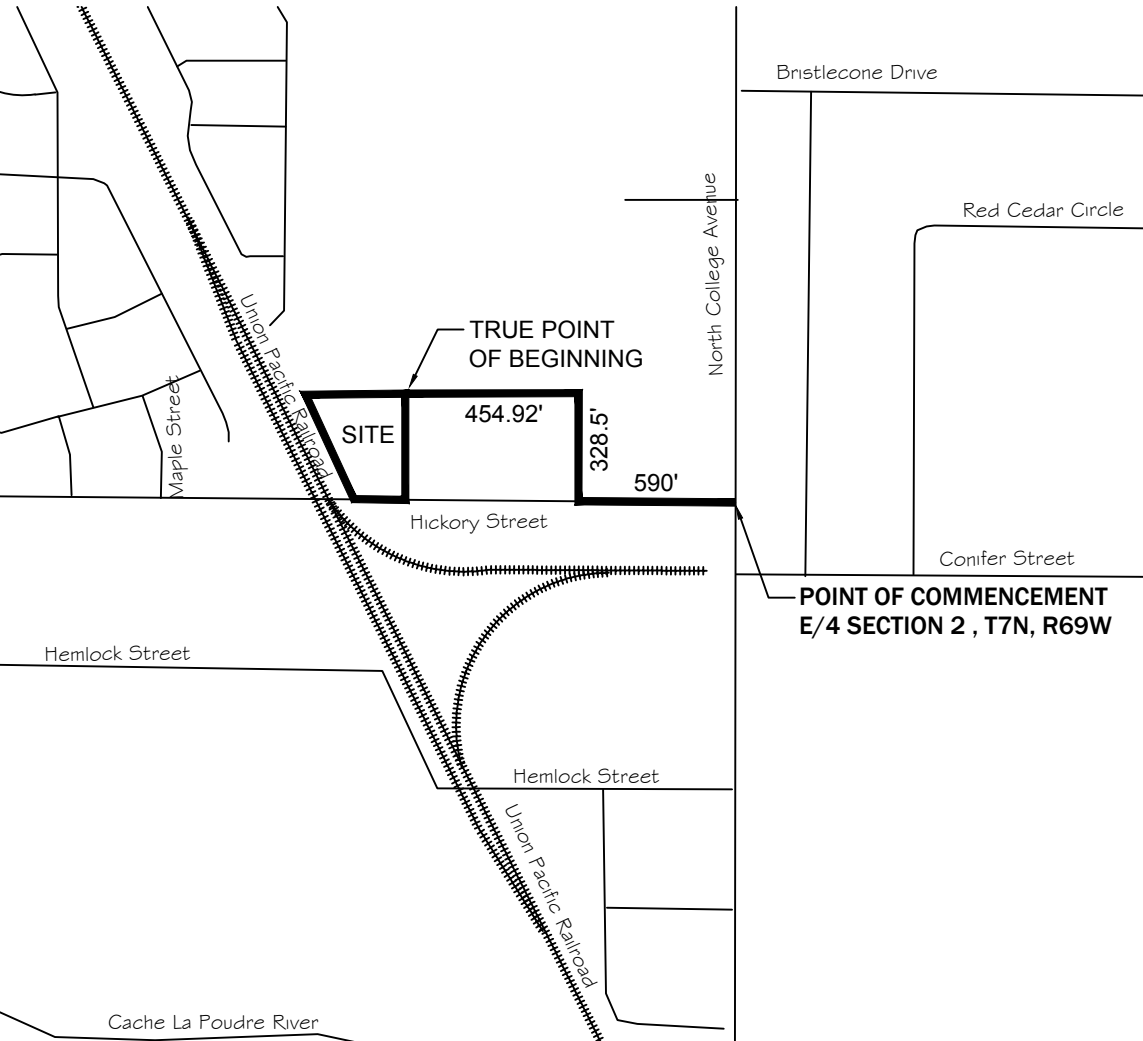 Bristlecone Drive
North College Avenue
Red Cedar Circle
Union Pacific Railroad
TRUE POINT
OF BEGINNING
Maple Street
SITE
454.92'
328.5'
590'
Hickory Street
Conifer Street
POINT OF COMMENCEMENT
E/4 SECTION 2 , T7N, R69W
Hemlock Street
Hemlock Street
Union Pacific Railroad
Cache La Poudre River